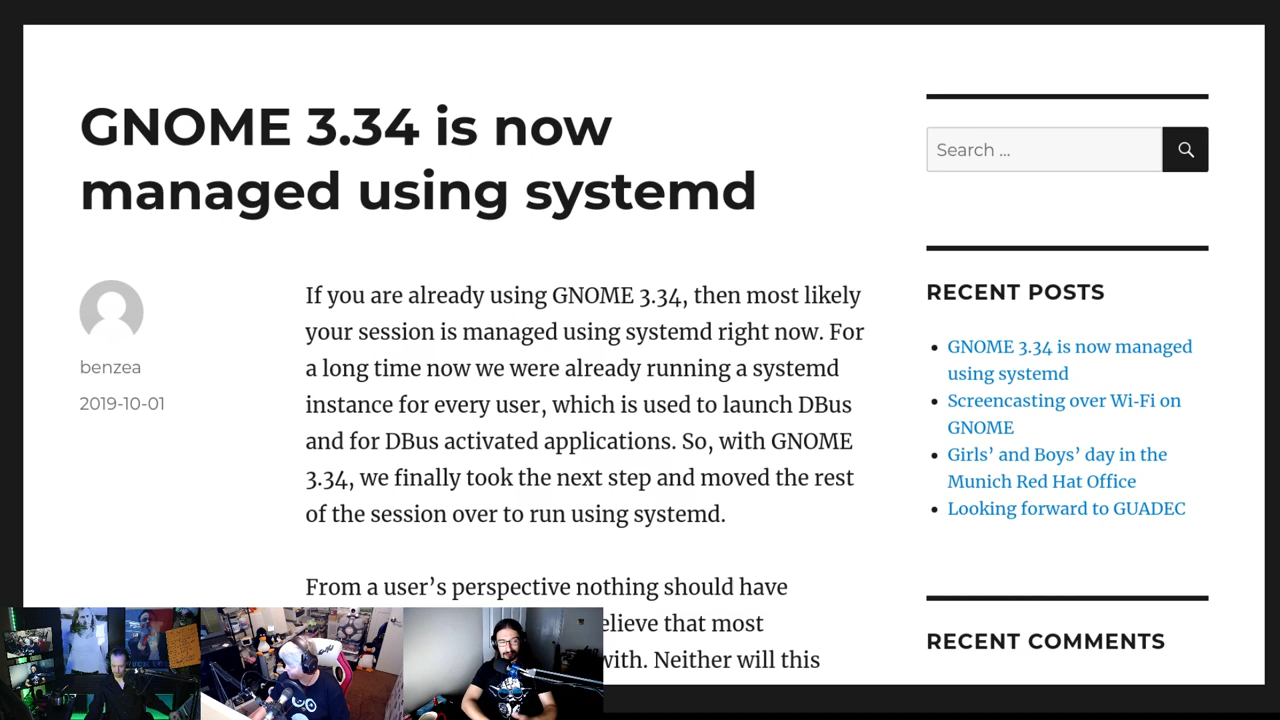 GNOME 3.34 is now
managed using systemd
benzea
2019-10-01
If you are already using GNOME 3.34, then most likely
your session is managed using systemd right now. For
a long time now we were already running a systemd
instance for every user, which is used to launch DBus
and for DBus activated applications. So, with GNOME
3.34, we finally took the next step and moved the rest
of the session over to run using systemd.
From a user’s perspective nothing should have
elieve that most
with. Neither will this
Search ...
RECENT POSTS
GNOME 3.34 is now managed
using systemd
Screencasting over Wi-Fi on
GNOME
Girls’ and Boys’ day in the
Munich Red Hat Office
Looking forward to GUADEC
RECENT COMMENTS